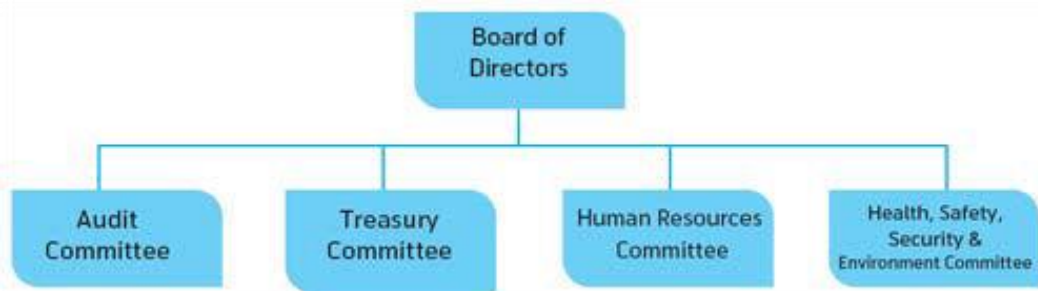 Board of
Directors
Audit
Committee
Treasury
Committee
Human Resources
Committee
Health, Safety,
Security &
Environment Committee